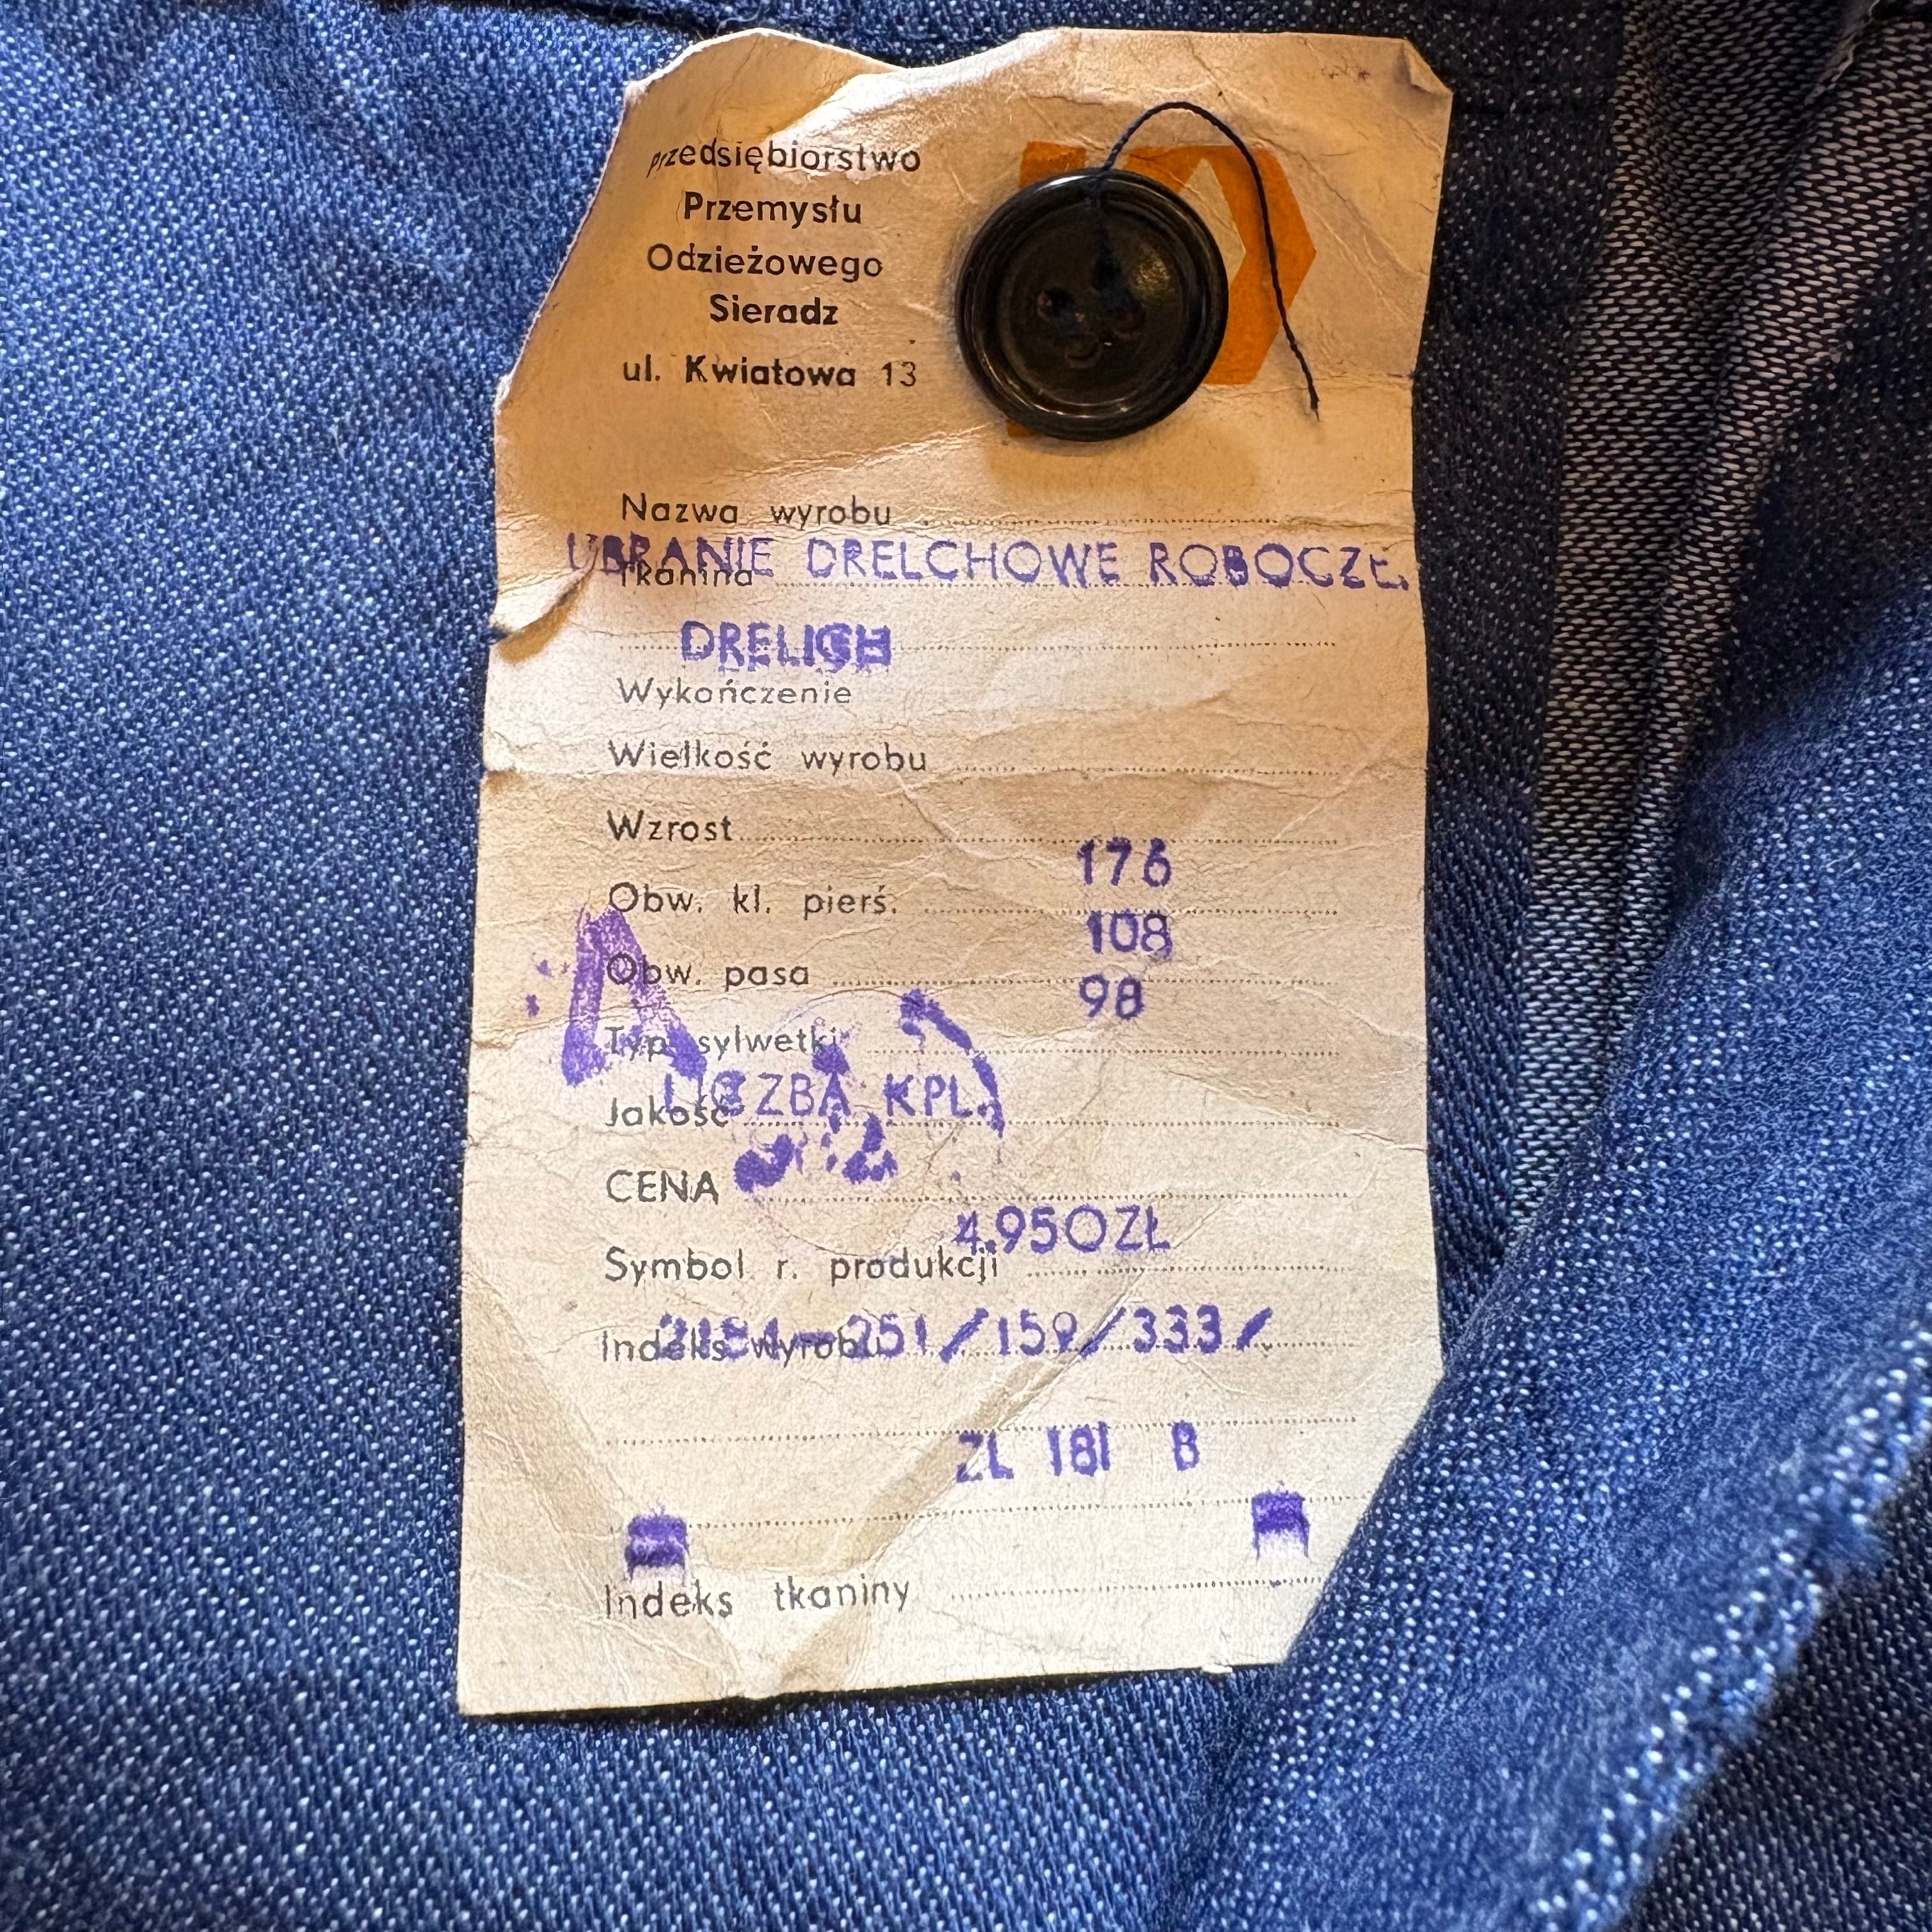 Przedsiębiorstwo
Przemysłu
Odzieżowego
Sieradz
ul. Kwiatowa 13
Nazwa wyrobu
UBRANIE DRELCHOWE ROBOCZE.
Tkanina
DRELICH
Wykończenie
Wielkość wyrobu
Wzrost
176
Obw. kl. pierś.
108
Obw. pasa
98
A
Typ sylwetki
LICZBA KPL.
Jakość
CENA
4.950ZŁ
Symbol r. produkcji
251/159/333/
Indeks wyrobu
ZL 181 B
Indeks tkaniny